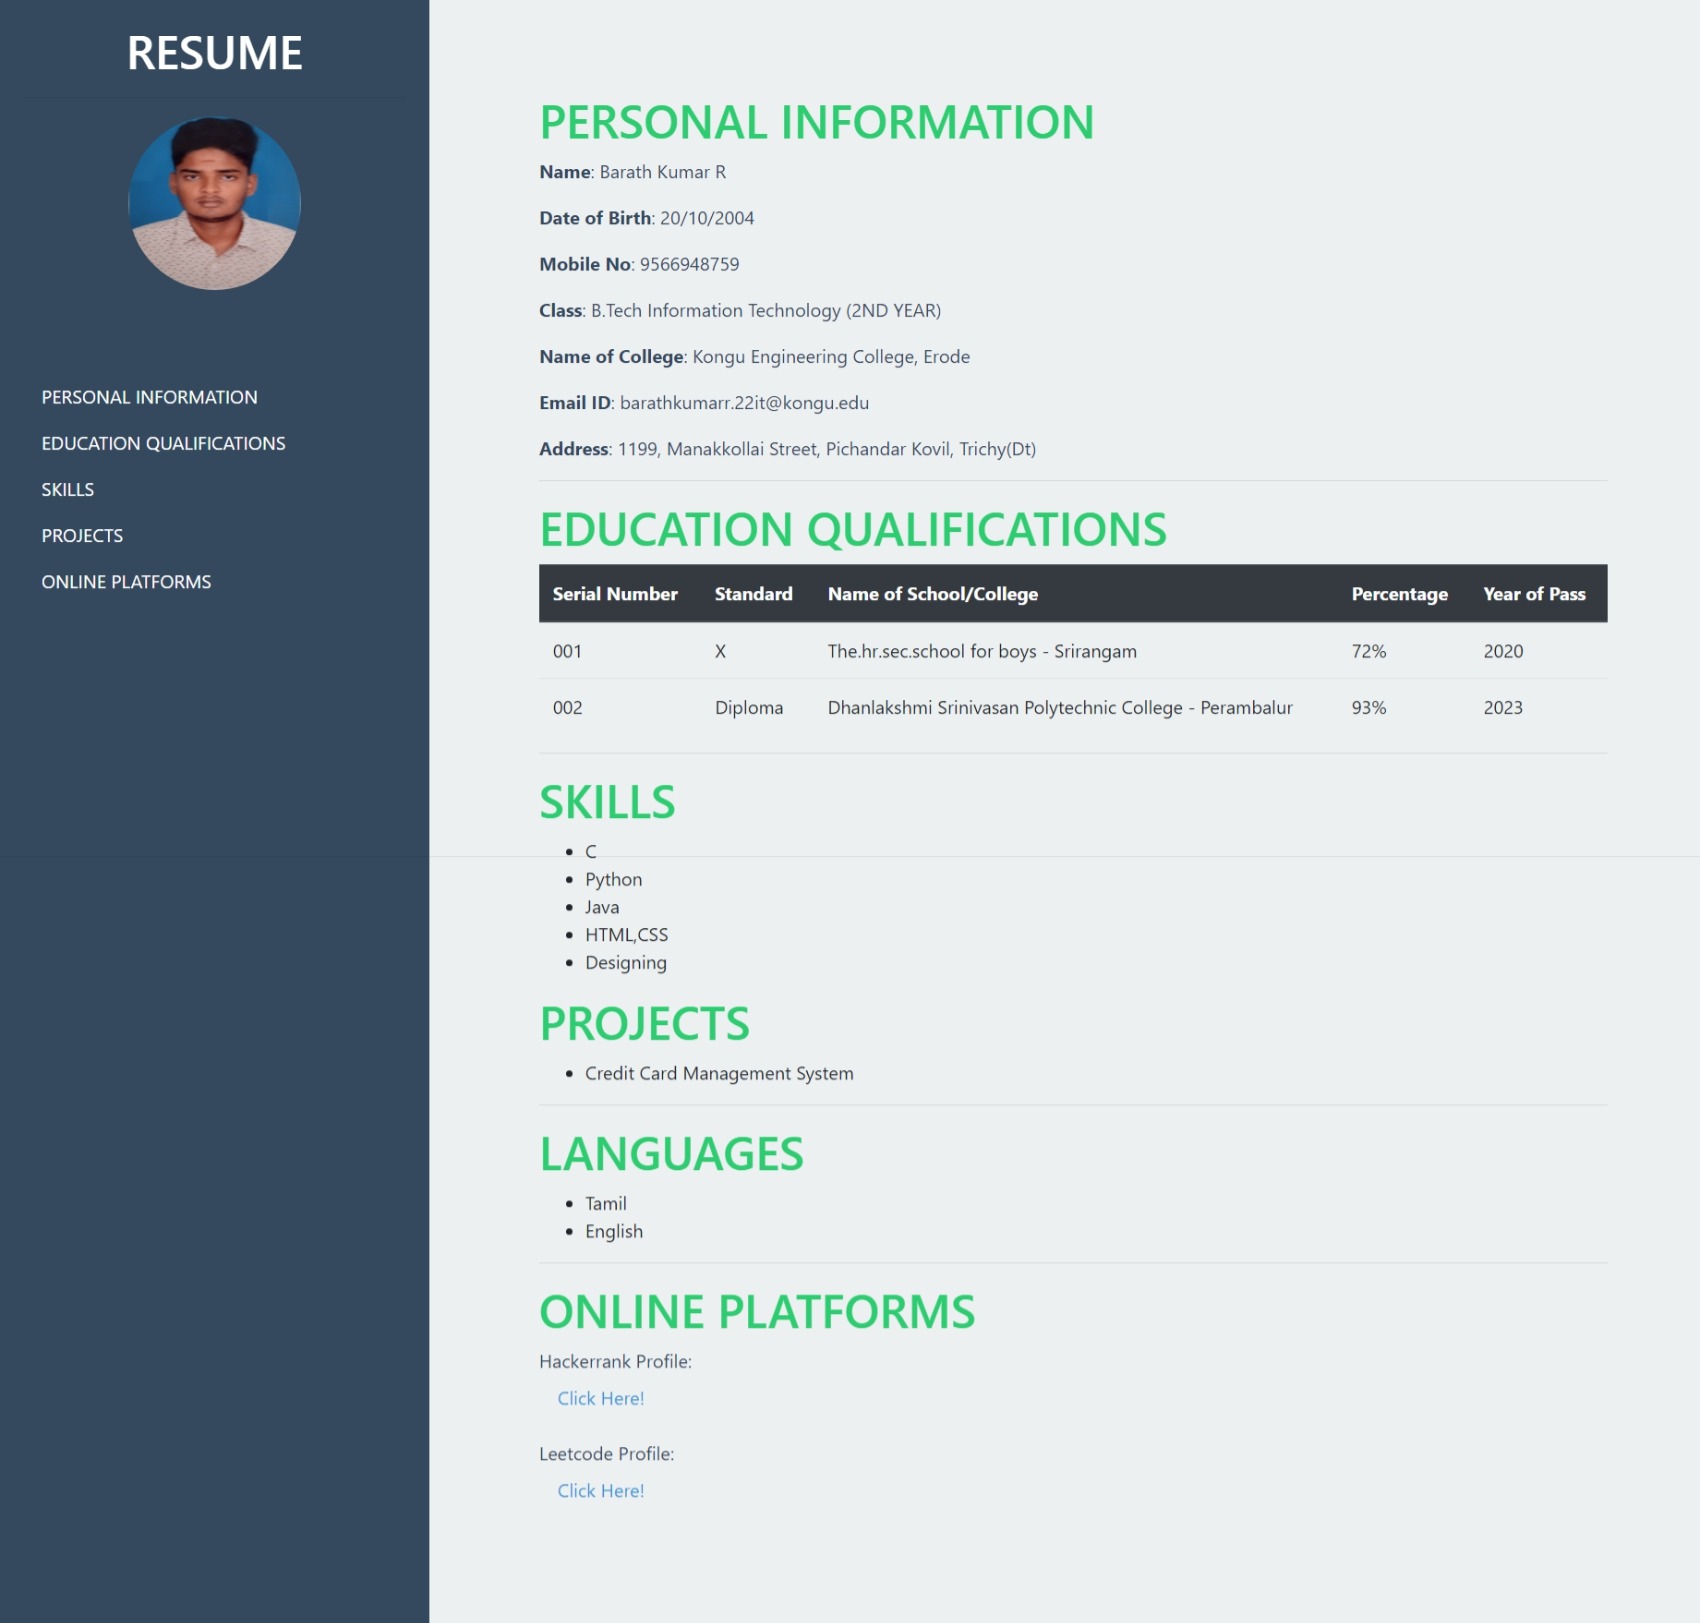 RESUME
PERSONAL INFORMATION
EDUCATION QUALIFICATIONS
SKILLS
PROJECTS
ONLINE PLATFORMS
PERSONAL INFORMATION
Name: Barath Kumar R
Date of Birth: 20/10/2004
Mobile No: 9566948759
Class: B.Tech Information Technology (2ND YEAR)
Name of College: Kongu Engineering College, Erode
Email ID: barathkumarr.22it@kongu.edu
Address: 1199, Manakkollai Street, Pichandar Kovil, Trichy(Dt)
EDUCATION QUALIFICATIONS
Serial Number Standard Name of School/College Percentage Year of Pass
001 X The.hr.sec.school for boys - Srirangam 72% 2020
002 Diploma Dhanlakshmi Srinivasan Polytechnic College - Perambalur 93% 2023
SKILLS
C
Python
Java
HTML,CSS
Designing
PROJECTS
Credit Card Management System
LANGUAGES
Tamil
English
ONLINE PLATFORMS
Hackerrank Profile:
Click Here!
Leetcode Profile:
Click Here!